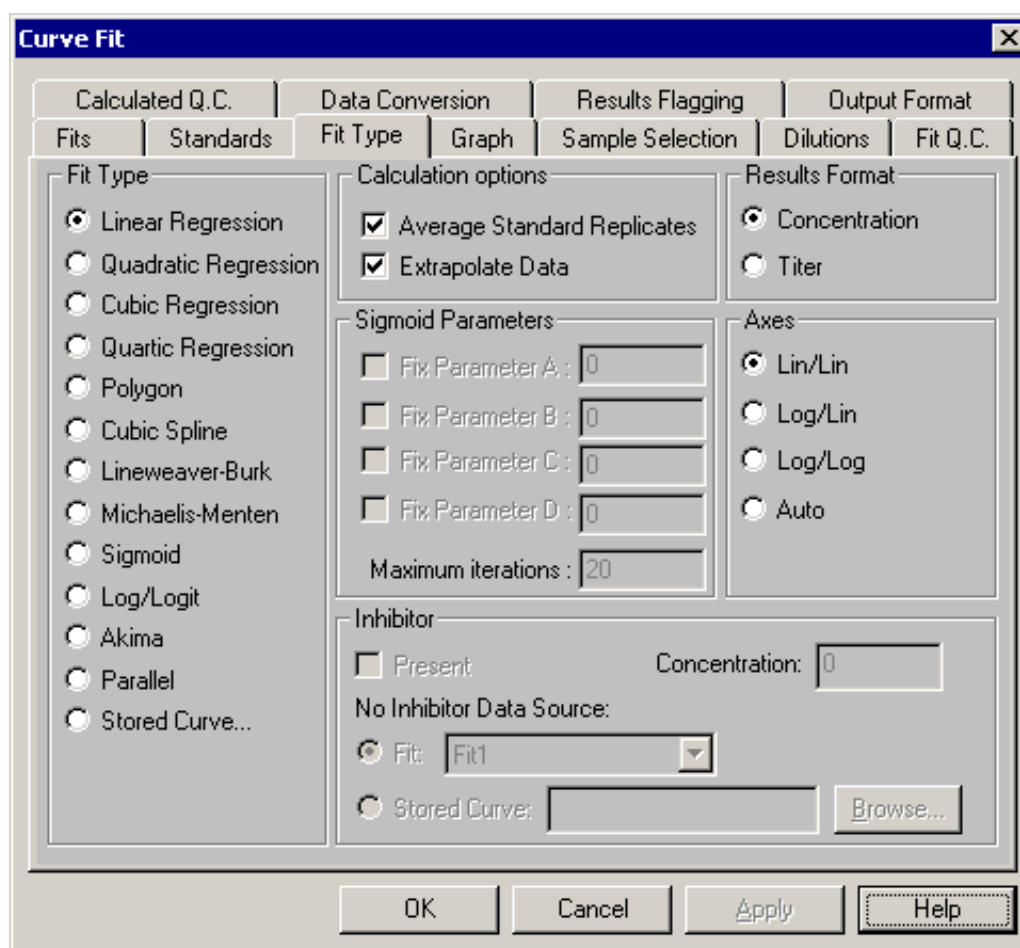 Curve Fit
Calculated Q.C. Data Conversion Results Flagging Output Format
Fits Standards Fit Type Graph Sample Selection Dilutions Fit Q.C.
Fit Type
Linear Regression
Quadratic Regression
Cubic Regression
Quartic Regression
Polygon
Cubic Spline
Lineweaver-Burk
Michaelis-Menten
Sigmoid
Log/Logit
Akima
Parallel
Stored Curve...
Calculation options
Average Standard Replicates
Extrapolate Data
Results Format
Concentration
Titer
Sigmoid Parameters
Fix Parameter A : 0
Fix Parameter B : 0
Fix Parameter C : 0
Fix Parameter D : 0
Maximum iterations : 20
Axes
Lin/Lin
Log/Lin
Log/Log
Auto
Inhibitor
Present Concentration: 0
No Inhibitor Data Source:
Fit: Fit1
Stored Curve: Browse...
OK Cancel Apply Help